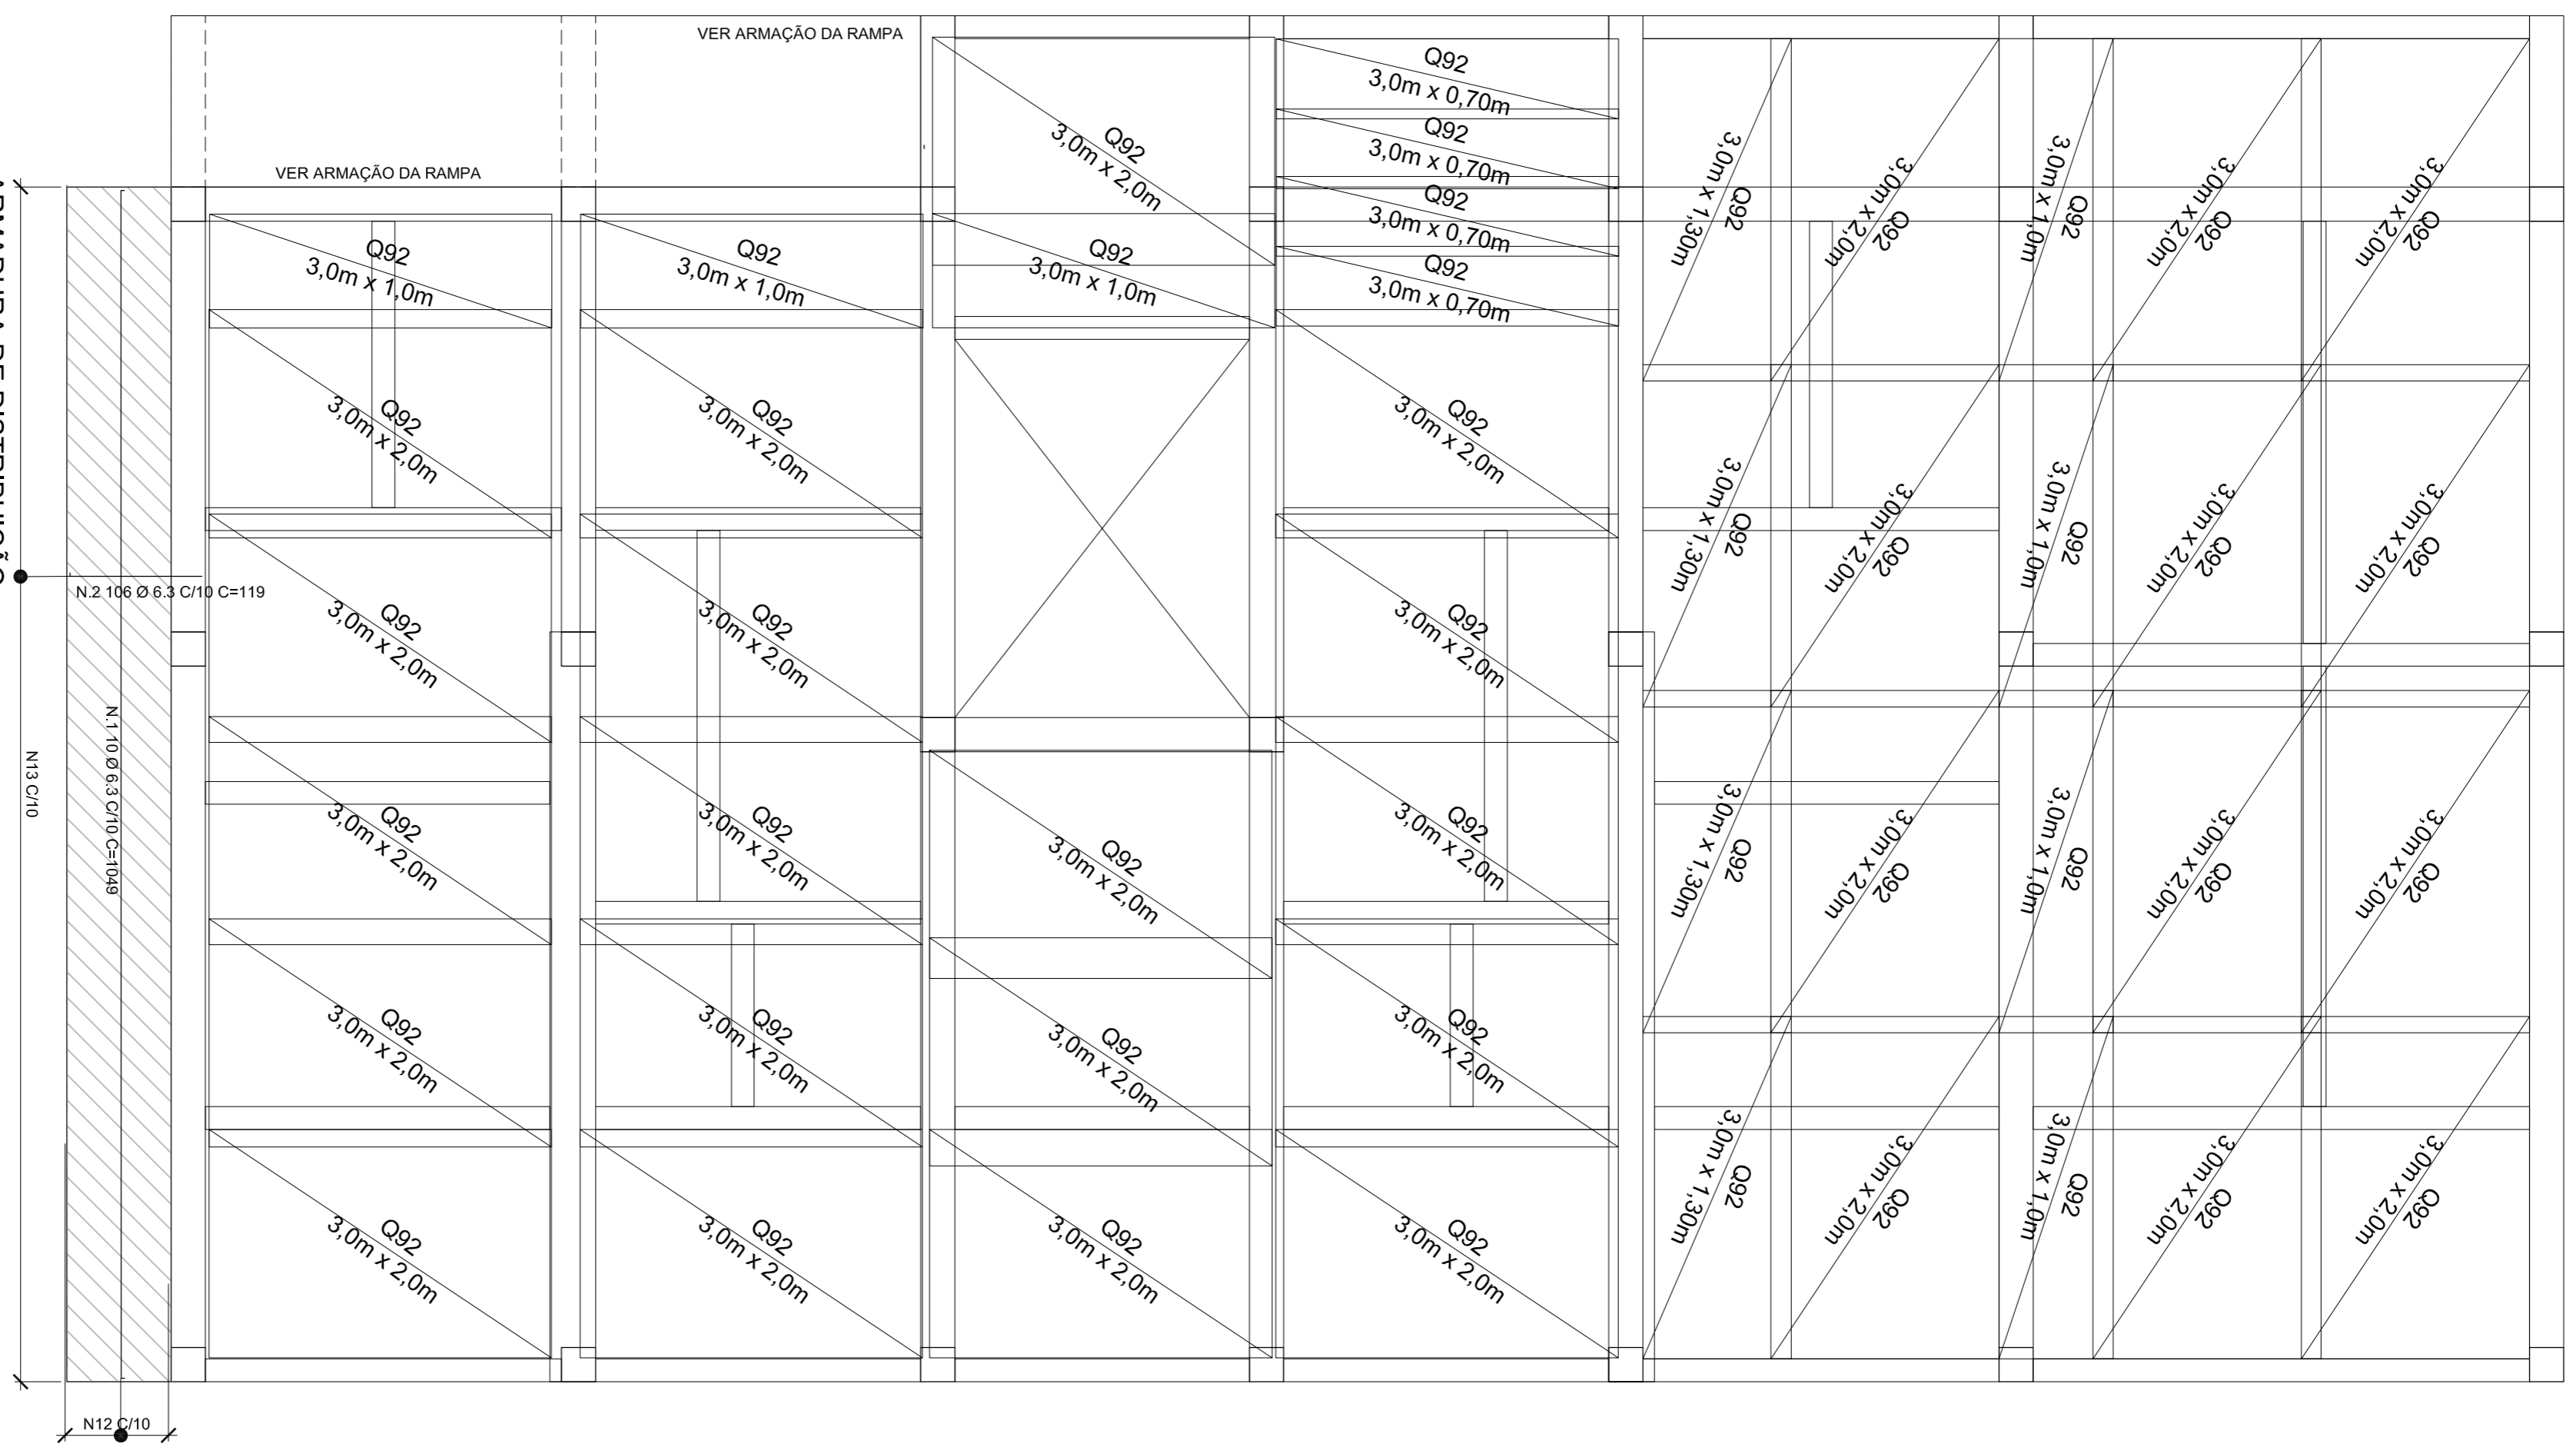 VER ARMAÇÃO DA RAMPA
VER ARMAÇÃO DA RAMPA
ARMADURA DE DISTRIBUIÇÃO
N13 C/10
N.2 106 Ø 6.3 C/10 C=119
N.1 10 Ø 6.3 C/10 C=1049
N12 C/10
Q92
3,0m x 1,0m
Q92
3,0m x 2,0m
Q92
3,0m x 2,0m
Q92
3,0m x 2,0m
Q92
3,0m x 2,0m
Q92
3,0m x 2,0m
Q92
3,0m x 1,0m
Q92
3,0m x 2,0m
Q92
3,0m x 2,0m
Q92
3,0m x 2,0m
Q92
3,0m x 2,0m
Q92
3,0m x 2,0m
Q92
3,0m x 2,0m
Q92
3,0m x 1,0m
Q92
3,0m x 2,0m
Q92
3,0m x 2,0m
Q92
3,0m x 2,0m
Q92
3,0m x 0,70m
Q92
3,0m x 0,70m
Q92
3,0m x 0,70m
Q92
3,0m x 0,70m
Q92
3,0m x 2,0m
Q92
3,0m x 2,0m
Q92
3,0m x 2,0m
Q92
3,0m x 2,0m
Q92
3,0m x 2,0m
Q92
3,0m x 1,30m
Q92
3,0m x 2,0m
Q92
3,0m x 1,0m
Q92
3,0m x 2,0m
Q92
3,0m x 2,0m
Q92
3,0m x 1,30m
Q92
3,0m x 2,0m
Q92
3,0m x 1,0m
Q92
3,0m x 2,0m
Q92
3,0m x 2,0m
Q92
3,0m x 1,30m
Q92
3,0m x 2,0m
Q92
3,0m x 1,0m
Q92
3,0m x 2,0m
Q92
3,0m x 2,0m
Q92
3,0m x 1,30m
Q92
3,0m x 2,0m
Q92
3,0m x 1,0m
Q92
3,0m x 2,0m
Q92
3,0m x 2,0m